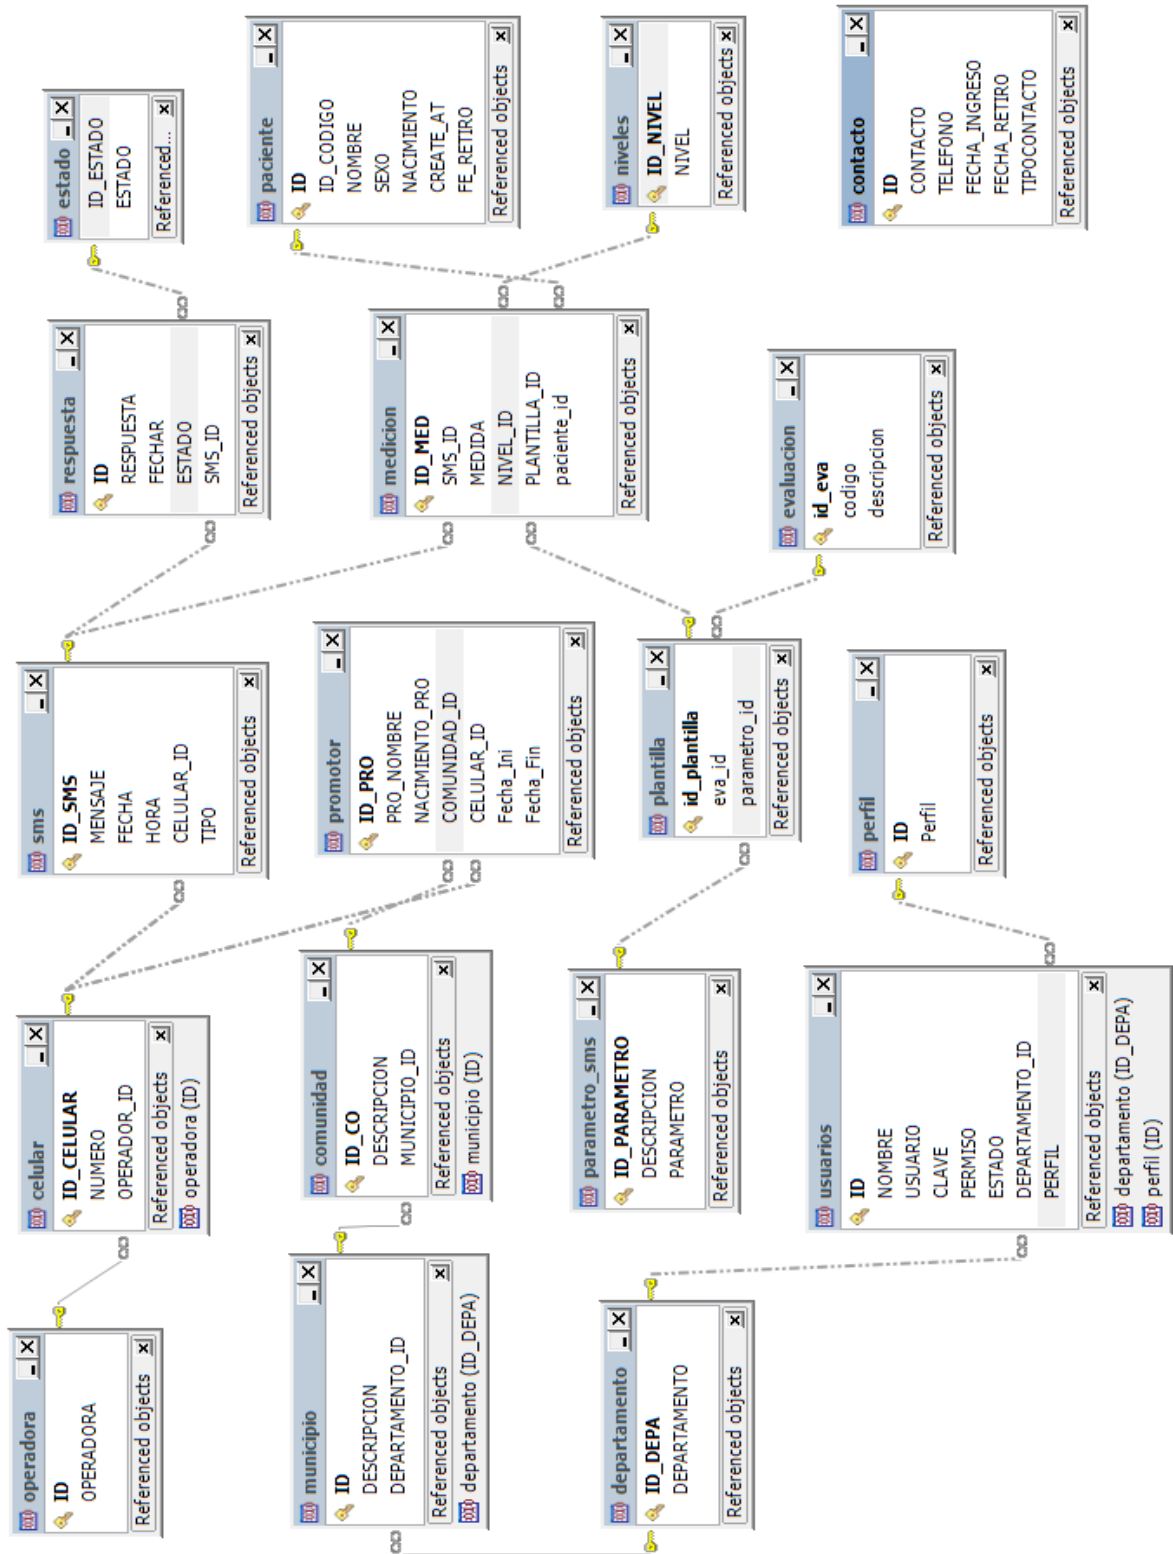 operadora
ID
OPERADORA
Referenced objects
celular
ID_CELULAR
NUMERO
OPERADOR_ID
Referenced objects
operadora (ID)
sms
ID_SMS
MENSAJE
FECHA
HORA
CELULAR_ID
TIPO
Referenced objects
respuesta
ID
RESPUESTA
FECHAR
ESTADO
SMS_ID
Referenced objects
estado
ID_ESTADO
ESTADO
Referenced...
municipio
ID
DESCRIPCION
DEPARTAMENTO_ID
Referenced objects
departamento (ID_DEPA)
comunidad
ID_CO
DESCRIPCION
MUNICIPIO_ID
Referenced objects
municipio (ID)
promotor
ID_PRO
PRO_NOMBRE
NACIMIENTO_PRO
COMUNIDAD_ID
CELULAR_ID
Fecha_Ini
Fecha_Fin
Referenced objects
medicion
ID_MED
SMS_ID
MEDIDA
NIVEL_ID
PLANTILLA_ID
paciente_id
Referenced objects
paciente
ID
ID_CODIGO
NOMBRE
SEXO
NACIMIENTO
CREATE_AT
FE_RETIRO
Referenced objects
departamento
ID_DEPA
DEPARTAMENTO
Referenced objects
parametro_sms
ID_PARAMETRO
DESCRIPCION
PARAMETRO
Referenced objects
plantilla
id_plantilla
eva_id
parametro_id
Referenced objects
evaluacion
id_eva
codigo
descripcion
Referenced objects
niveles
ID_NIVEL
NIVEL
Referenced objects
usuarios
ID
NOMBRE
USUARIO
CLAVE
PERMISO
ESTADO
DEPARTAMENTO_ID
PERFIL
Referenced objects
departamento (ID_DEPA)
perfil (ID)
perfil
ID
Perfil
Referenced objects
contacto
ID
CONTACTO
TELEFONO
FECHA_INGRESO
FECHA_RETIRO
TIPOCONTACTO
Referenced objects